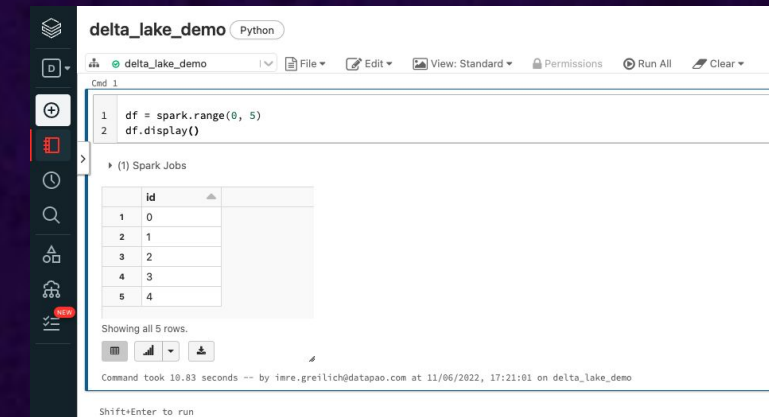 delta_lake_demo Python
D
delta_lake_demo File Edit View: Standard Permissions Run All Clear
Cmd 1
1 df = spark.range(0, 5)
2 df.display()
(1) Spark Jobs
id
1 0
2 1
3 2
4 3
5 4
NEW
Showing all 5 rows.
Command took 10.83 seconds -- by imre.greilich@datapao.com at 11/06/2022, 17:21:01 on delta_lake_demo
Shift+Enter to run